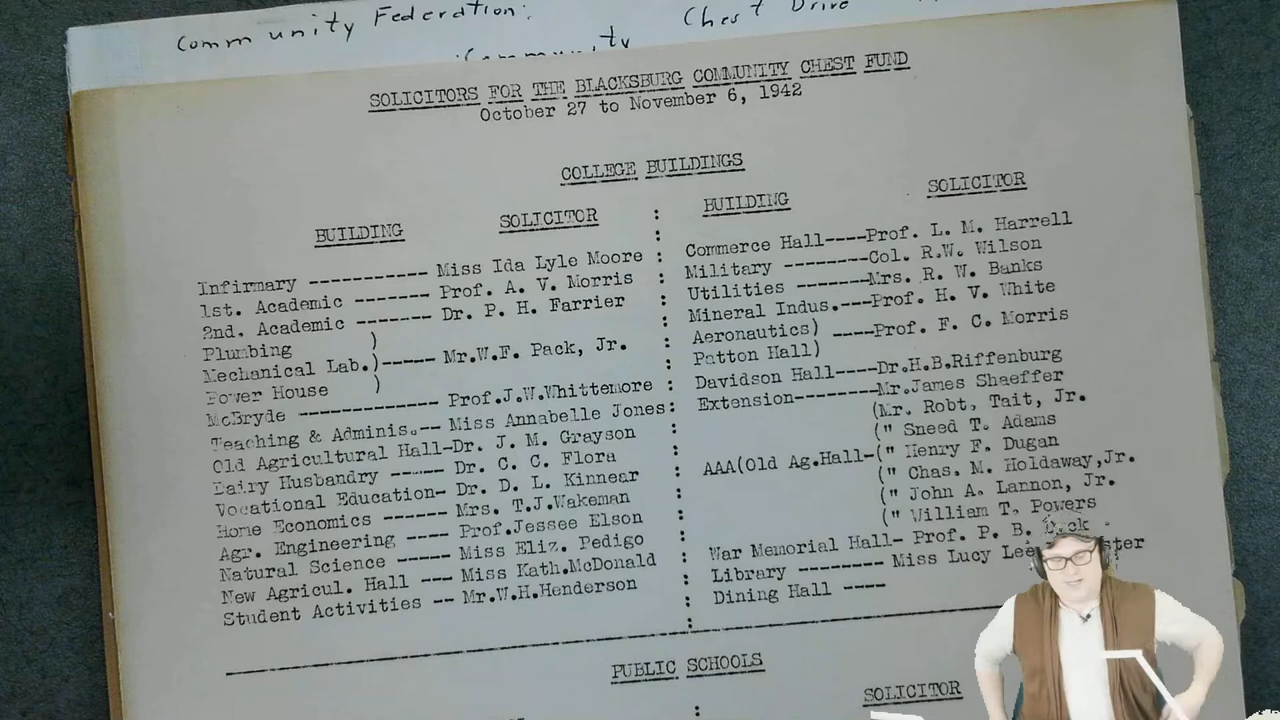 Community Federation:
Chest Drive
Community
SOLICITORS FOR THE BLACKSBURG COMMUNITY CHEST FUND
October 27 to November 6, 1942
COLLEGE BUILDINGS
BUILDING SOLICITOR
Infirmary ----------- Miss Ida Lyle Moore
1st. Academic ------- Prof. A. V. Morris
2nd. Academic ------- Dr. P. H. Farrier
Plumbing )
Mechanical Lab.)----- Mr.W.F. Pack, Jr.
Power House )
McBryde ------------- Prof.J.W.Whittemore
Teaching & Adminis.-- Miss Annabelle Jones
Old Agricultural Hall-Dr. J. M. Grayson
Dairy Husbandry ----- Dr. C. C. Flora
Vocational Education- Dr. D. L. Kinnear
Home Economics ------ Mrs. T.J.Wakeman
Agr. Engineering ---- Prof.Jessee Elson
Natural Science ----- Miss Eliz. Pedigo
New Agricul. Hall --- Miss Kath.McDonald
Student Activities -- Mr.W.H.Henderson
BUILDING SOLICITOR
Commerce Hall----Prof. L. M. Harrell
Military --------Col. R.W. Wilson
Utilities -------Mrs. R. W. Banks
Mineral Indus.---Prof. H. V. White
Aeronautics) ----Prof. F. C. Morris
Patton Hall)
Davidson Hall----Dr.H.B.Riffenburg
Extension--------Mr.James Shaeffer
(Mr. Robt. Tait, Jr.
(" Sneed T. Adams
AAA(Old Ag.Hall-(" Henry F. Dugan
(" Chas. M. Holdaway,Jr.
(" John A. Lannon, Jr.
(" William T. Powers
War Memorial Hall- Prof. P. B.
Library -------- Miss Lucy Lee
Dining Hall ----
PUBLIC SCHOOLS
SOLICITOR